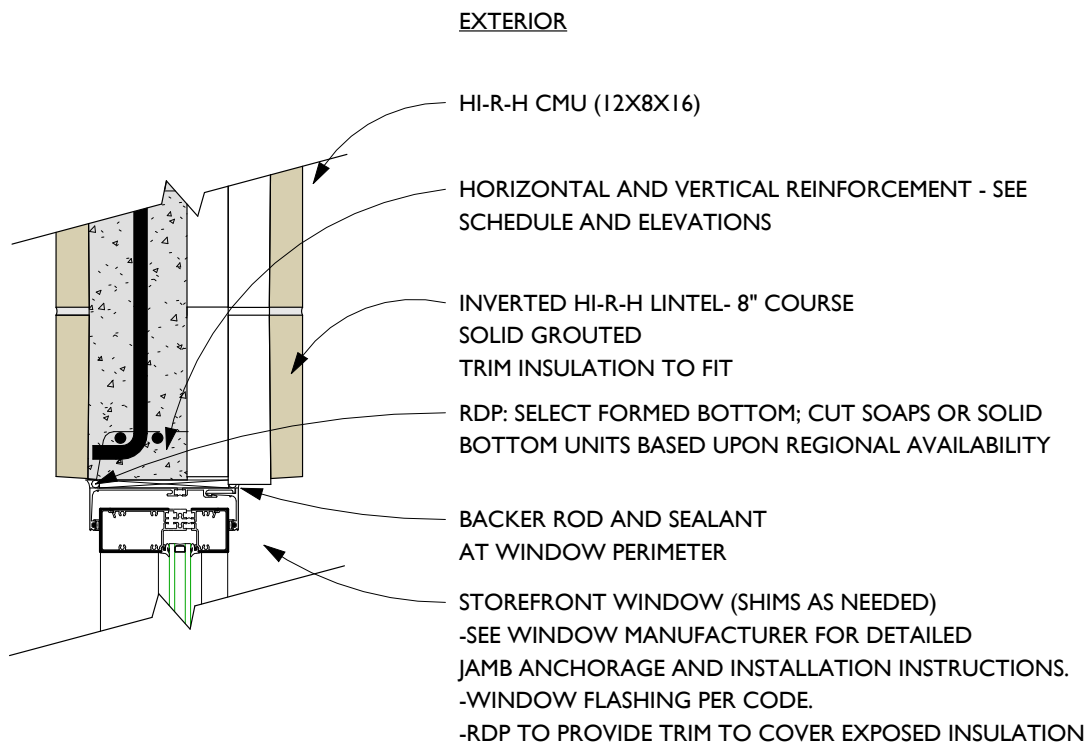 EXTERIOR
HI-R-H CMU (12X8X16)
HORIZONTAL AND VERTICAL REINFORCEMENT - SEE
SCHEDULE AND ELEVATIONS
INVERTED HI-R-H LINTEL- 8" COURSE
SOLID GROUTED
TRIM INSULATION TO FIT
RDP: SELECT FORMED BOTTOM; CUT SOAPS OR SOLID
BOTTOM UNITS BASED UPON REGIONAL AVAILABILITY
BACKER ROD AND SEALANT
AT WINDOW PERIMETER
STOREFRONT WINDOW (SHIMS AS NEEDED)
-SEE WINDOW MANUFACTURER FOR DETAILED
JAMB ANCHORAGE AND INSTALLATION INSTRUCTIONS.
-WINDOW FLASHING PER CODE.
-RDP TO PROVIDE TRIM TO COVER EXPOSED INSULATION